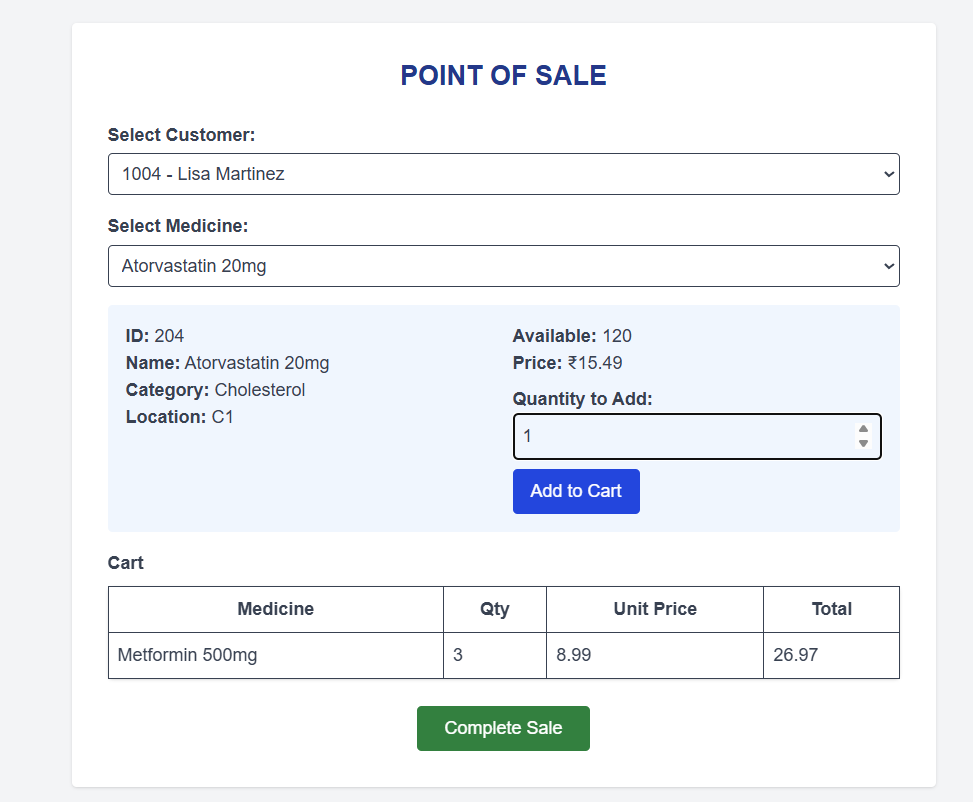 POINT OF SALE
Select Customer:
1004 - Lisa Martinez
Select Medicine:
Atorvastatin 20mg
ID: 204
Name: Atorvastatin 20mg
Category: Cholesterol
Location: C1
Available: 120
Price: ₹15.49
Quantity to Add:
1
Add to Cart
Cart
Medicine Qty Unit Price Total
Metformin 500mg 3 8.99 26.97
Complete Sale